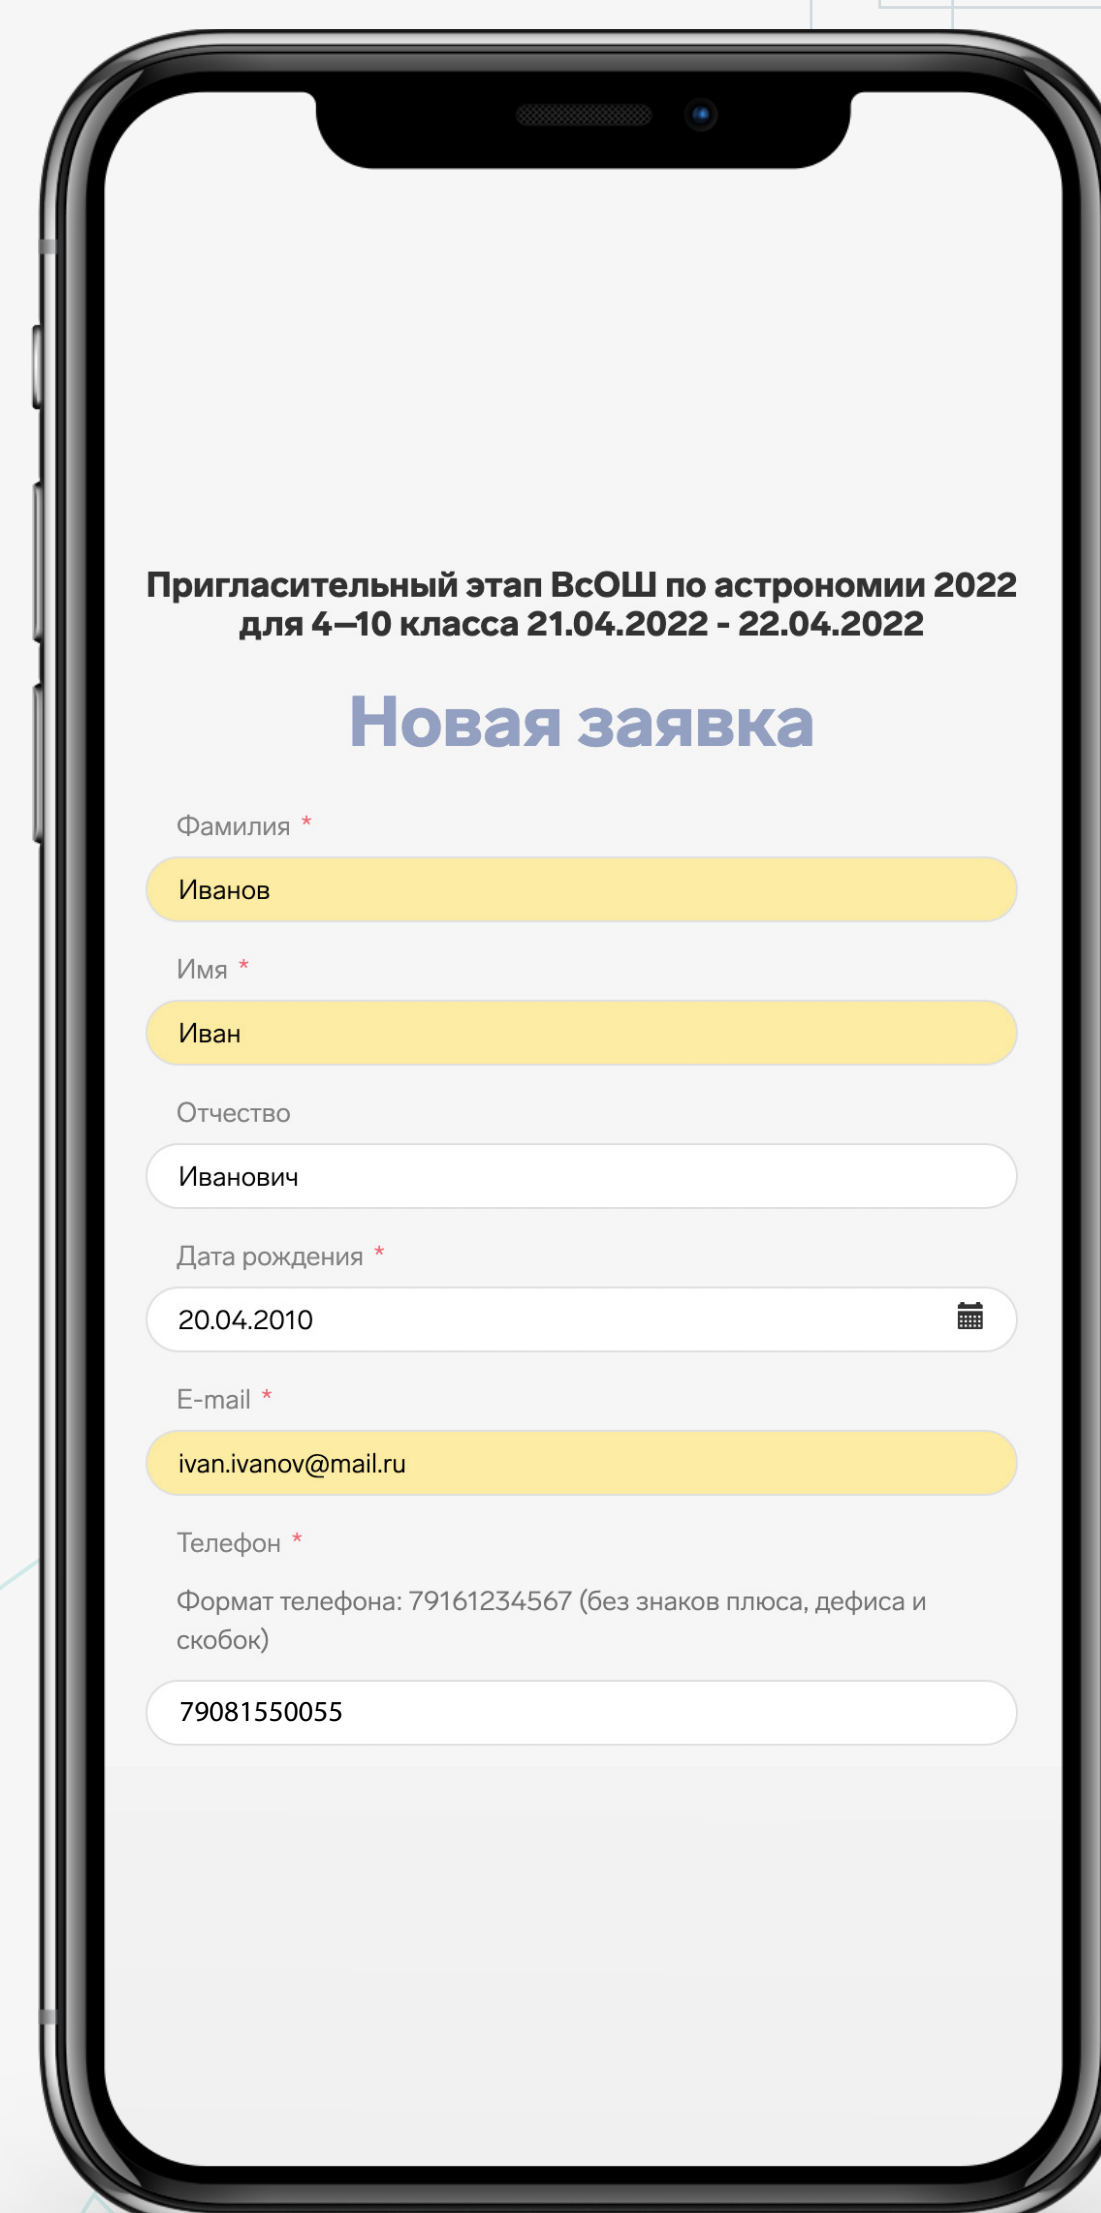 Пригласительный этап ВсОШ по астрономии 2022
для 4–10 класса 21.04.2022 - 22.04.2022
Новая заявка
Фамилия *
Иванов
Имя *
Иван
Отчество
Иванович
Дата рождения *
20.04.2010
E-mail *
ivan.ivanov@mail.ru
Телефон *
Формат телефона: 79161234567 (без знаков плюса, дефиса и
скобок)
79081550055